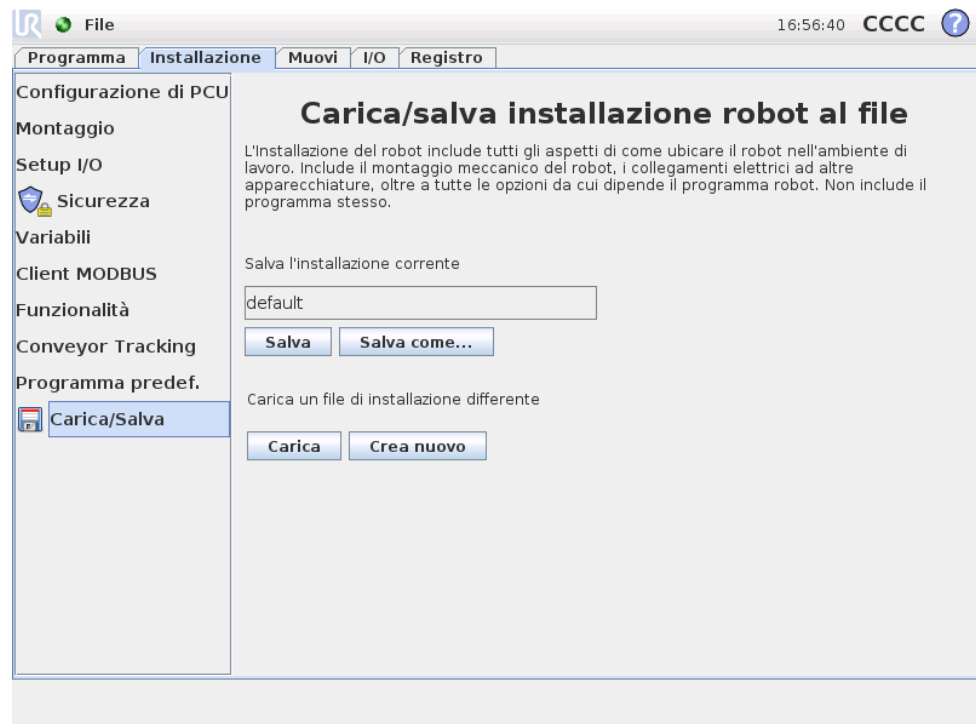 UR File 16:56:40 CCCC ?
Programma Installazione Muovi I/O Registro
Configurazione di PCU
Montaggio
Setup I/O
Sicurezza
Variabili
Client MODBUS
Funzionalità
Conveyor Tracking
Programma predef.
Carica/Salva
Carica/salva installazione robot al file
L'Installazione del robot include tutti gli aspetti di come ubicare il robot nell'ambiente di
lavoro. Include il montaggio meccanico del robot, i collegamenti elettrici ad altre
apparecchiature, oltre a tutte le opzioni da cui dipende il programma robot. Non include il
programma stesso.
Salva l'installazione corrente
default
Salva Salva come...
Carica un file di installazione differente
Carica Crea nuovo